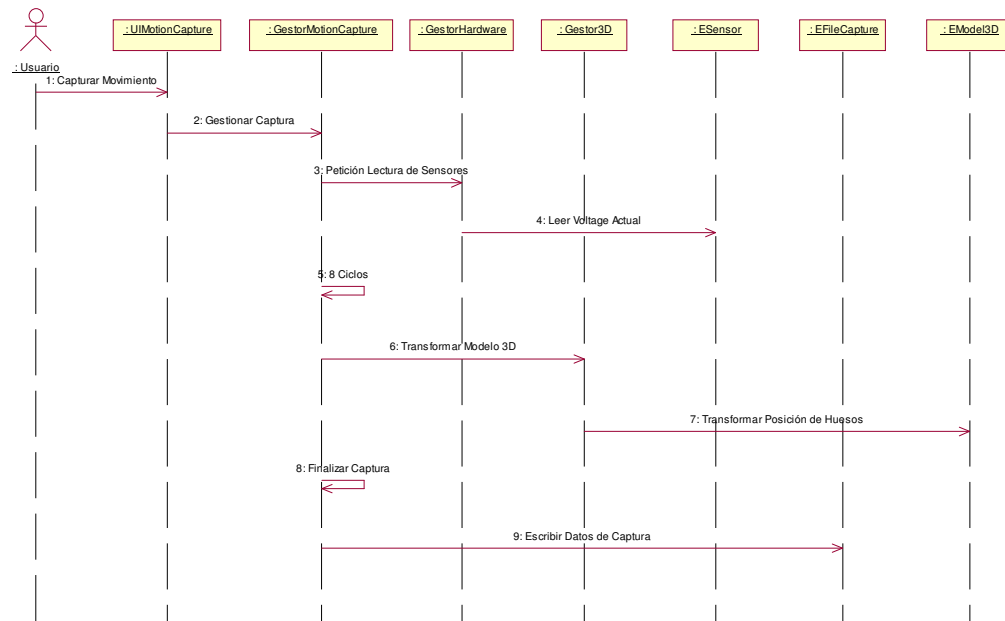 : UIMotionCapture
: GestorMotionCapture
: GestorHardware
: Gestor3D
: ESensor
: EFileCapture
: EModel3D
: Usuario
1: Capturar Movimiento
2: Gestionar Captura
3: Petición Lectura de Sensores
4: Leer Voltage Actual
5: 8 Ciclos
6: Transformar Modelo 3D
7: Transformar Posición de Huesos
8: Finalizar Captura
9: Escribir Datos de Captura